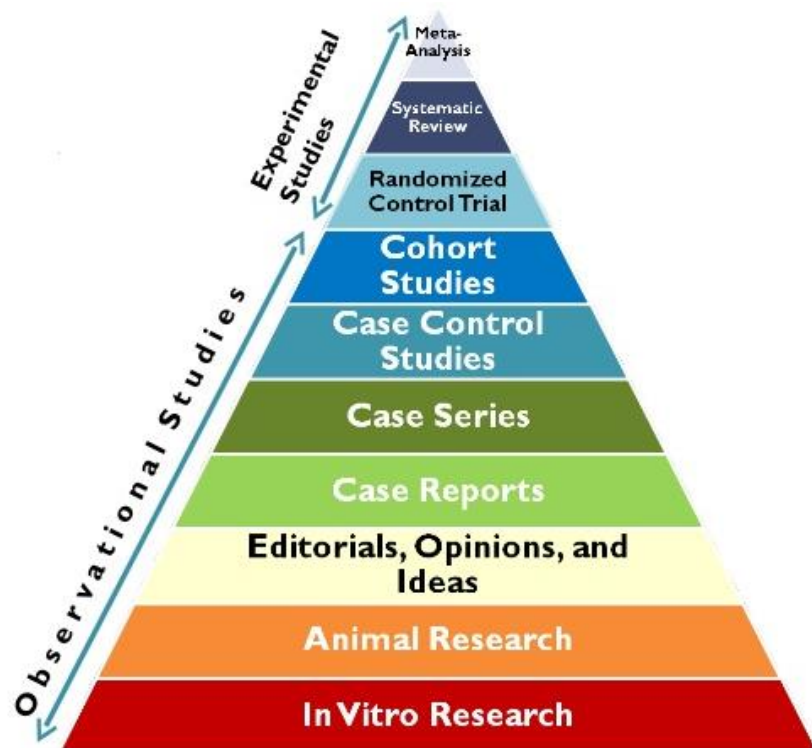 Meta-
Analysis
Systematic
Review
Randomized
Control Trial
Cohort
Studies
Case Control
Studies
Case Series
Case Reports
Editorials, Opinions, and
Ideas
Animal Research
In Vitro Research
Experimental
Studies
Observational Studies